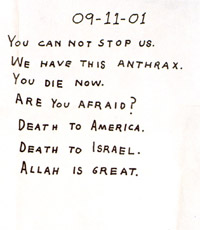 09-11-01
YOU CAN NOT STOP US.
WE HAVE THIS ANTHRAX.
YOU DIE NOW.
ARE YOU AFRAID?
DEATH TO AMERICA.
DEATH TO ISRAEL.
ALLAH IS GREAT.